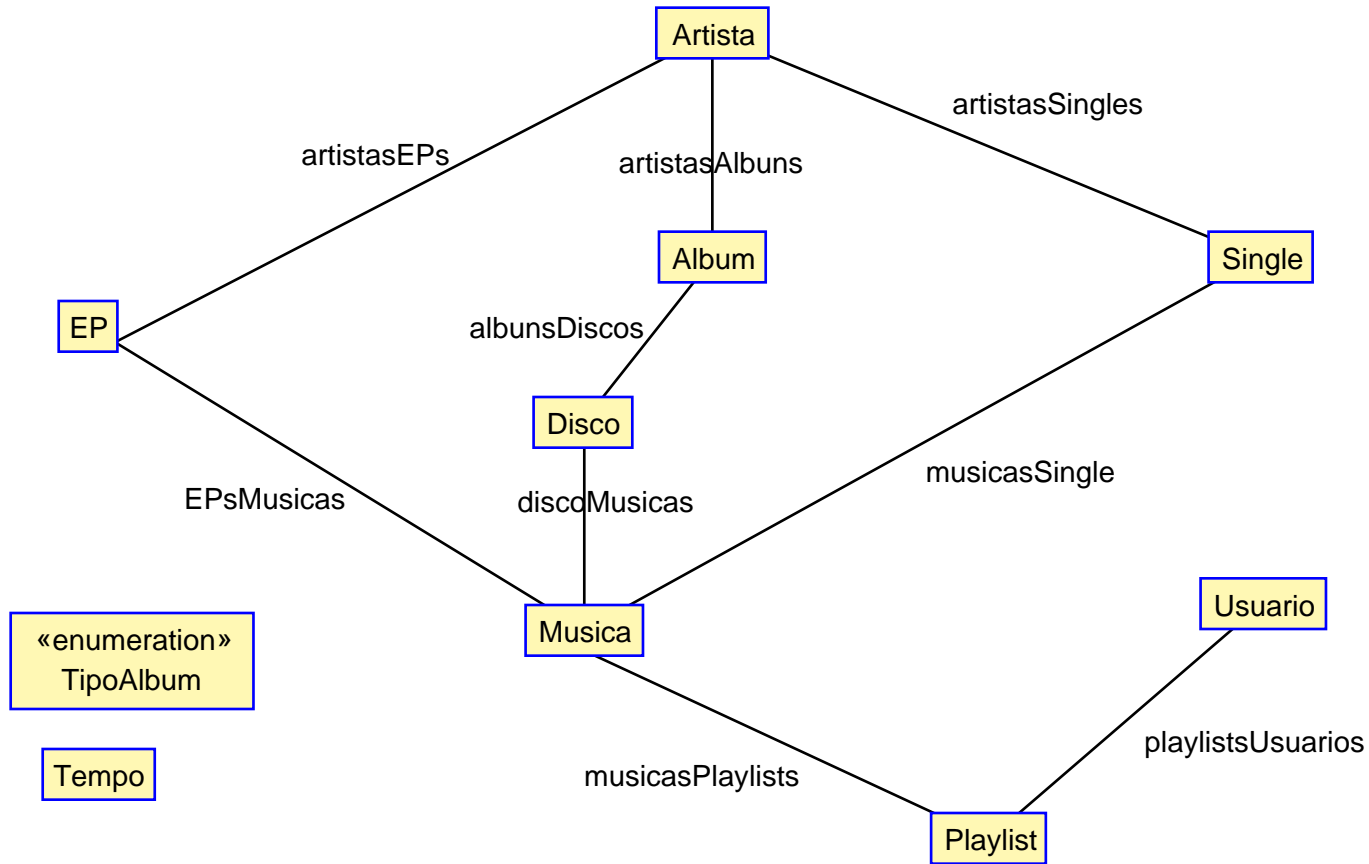 Artista
artistasSingles
artistasEPs
artistasAlbuns
Album
Single
EP
albunsDiscos
Disco
musicasSingle
EPsMusicas
discoMusicas
Usuario
Musica
«enumeration»
TipoAlbum
playlistsUsuarios
Tempo
musicasPlaylists
Playlist